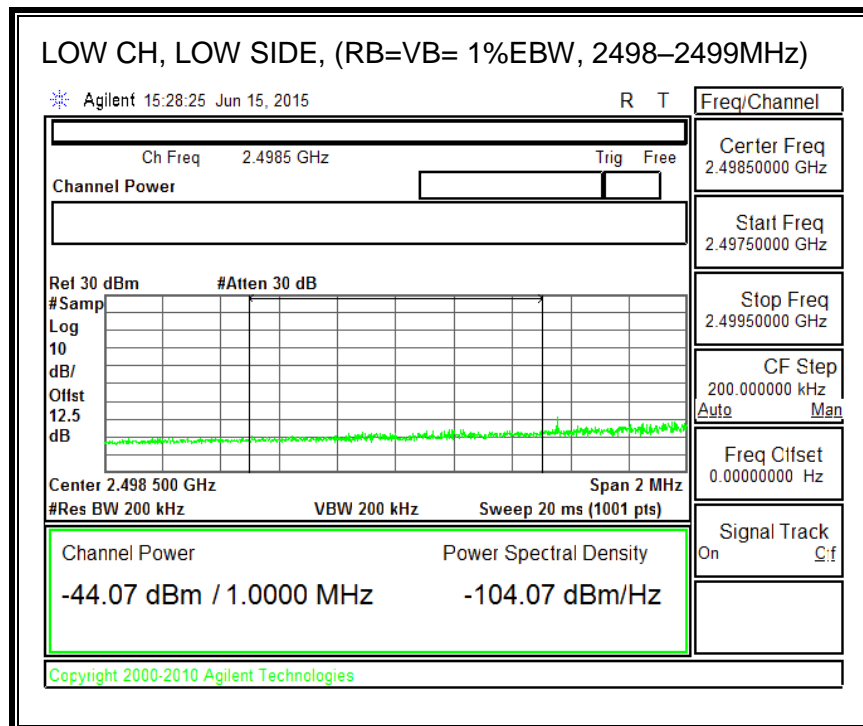 LOW CH, LOW SIDE, (RB=VB= 1%EBW, 2498–2499MHz)
Agilent 15:28:25 Jun 15, 2015 R T
Freq/Channel
Ch Freq 2.4985 GHz Trig Free
Channel Power
Center Freq
2.49850000 GHz
Start Freq
2.49750000 GHz
Stop Freq
2.49950000 GHz
CF Step
200.000000 kHz
Auto Man
Freq Offset
0.00000000 Hz
Signal Track
On Off
Ref 30 dBm #Atten 30 dB
#Samp
Log
10
dB/
Offst
12.5
dB
Center 2.498 500 GHz Span 2 MHz
#Res BW 200 kHz VBW 200 kHz Sweep 20 ms (1001 pts)
Channel Power Power Spectral Density
-44.07 dBm / 1.0000 MHz -104.07 dBm/Hz
Copyright 2000-2010 Agilent Technologies